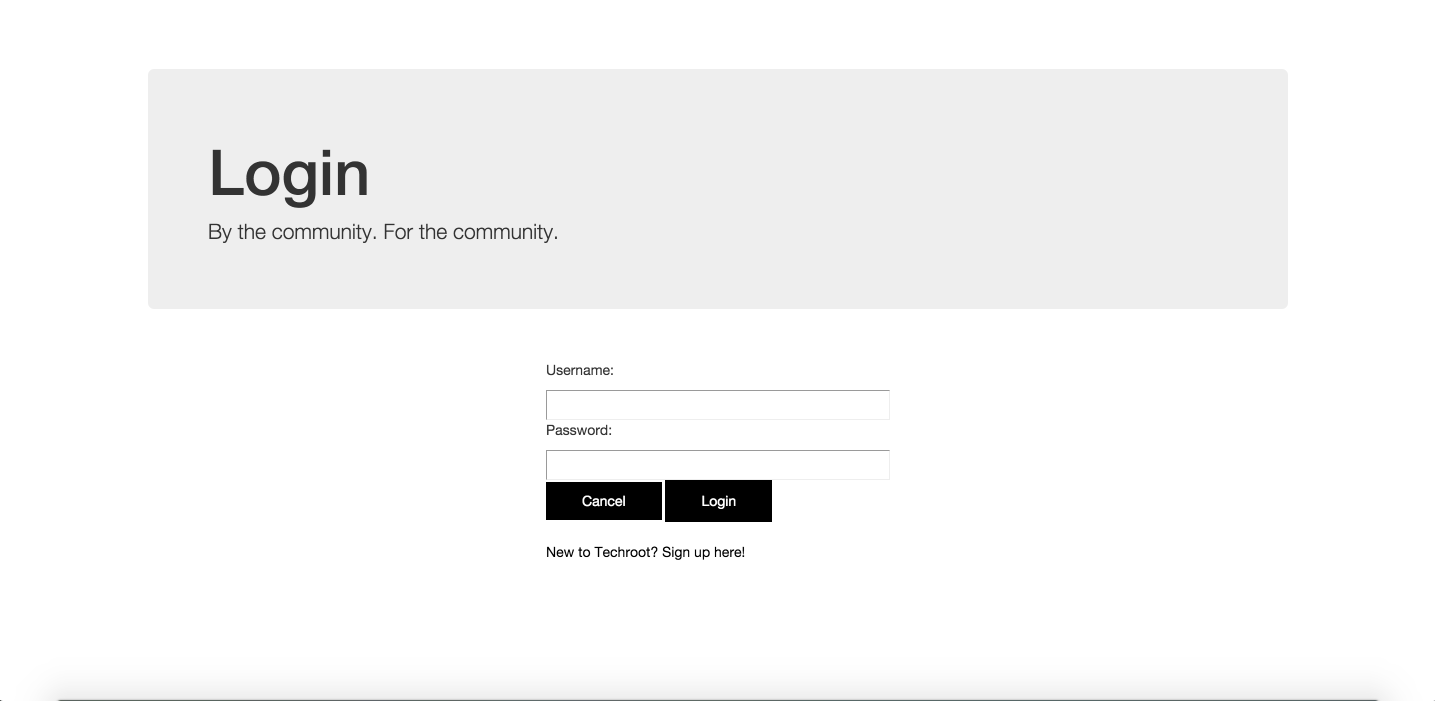 Login
By the community. For the community.
Username:
Password:
Cancel Login
New to Techroot? Sign up here!